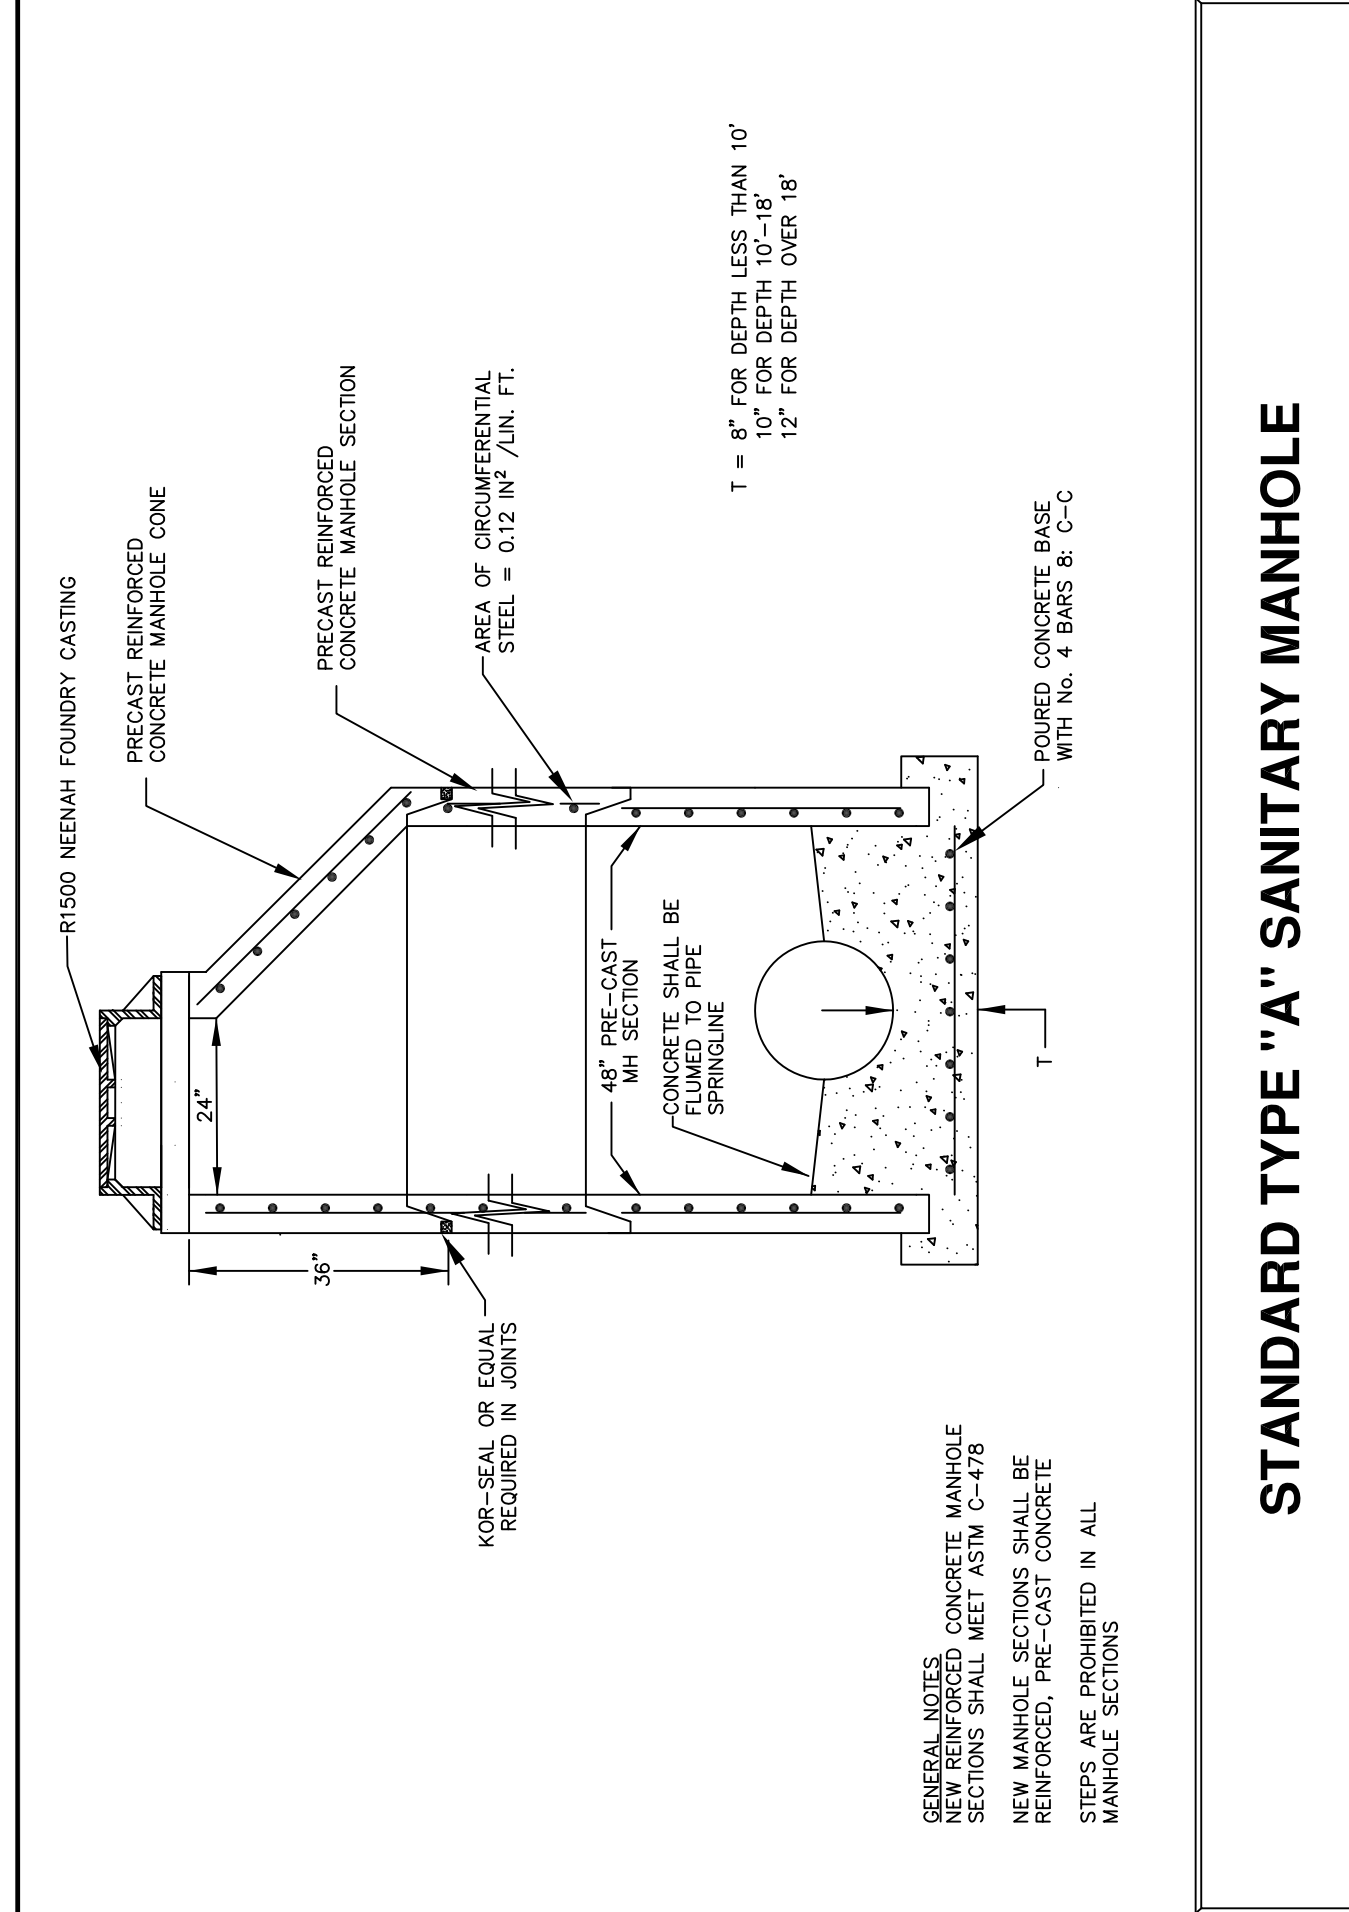 R1500 NEENAH FOUNDRY CASTING
PRECAST REINFORCED
CONCRETE MANHOLE CONE
24"
36"
PRECAST REINFORCED
CONCRETE MANHOLE SECTION
KOR-SEAL OR EQUAL
REQUIRED IN JOINTS
AREA OF CIRCUMFERENTIAL
STEEL = 0.12 IN² /LIN. FT.
48" PRE-CAST
MH SECTION
CONCRETE SHALL BE
FLUMED TO PIPE
SPRINGLINE
T = 8" FOR DEPTH LESS THAN 10'
10" FOR DEPTH 10'-18'
12" FOR DEPTH OVER 18'
T
POURED CONCRETE BASE
WITH No. 4 BARS 8: C-C
GENERAL NOTES
NEW REINFORCED CONCRETE MANHOLE
SECTIONS SHALL MEET ASTM C-478
NEW MANHOLE SECTIONS SHALL BE
REINFORCED, PRE-CAST CONCRETE
STEPS ARE PROHIBITED IN ALL
MANHOLE SECTIONS
STANDARD TYPE "A" SANITARY MANHOLE